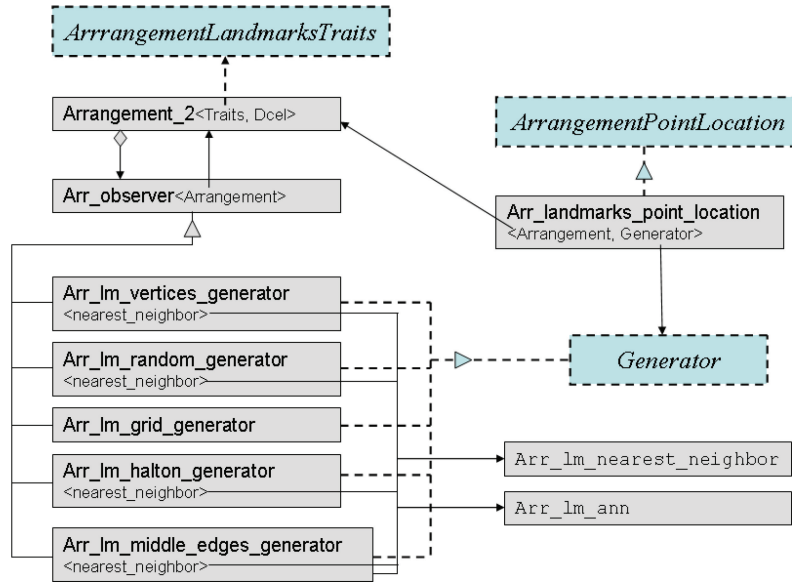 ArrrangementLandmarksTraits
Arrangement_2<Traits, Dcel>
ArrangementPointLocation
Arr_observer<Arrangement>
Arr_landmarks_point_location
<Arrangement, Generator>
Arr_lm_vertices_generator
<nearest_neighbor>
Arr_lm_random_generator
<nearest_neighbor>
Generator
Arr_lm_grid_generator
Arr_lm_halton_generator
<nearest_neighbor>
Arr_lm_nearest_neighbor
Arr_lm_ann
Arr_lm_middle_edges_generator
<nearest_neighbor>